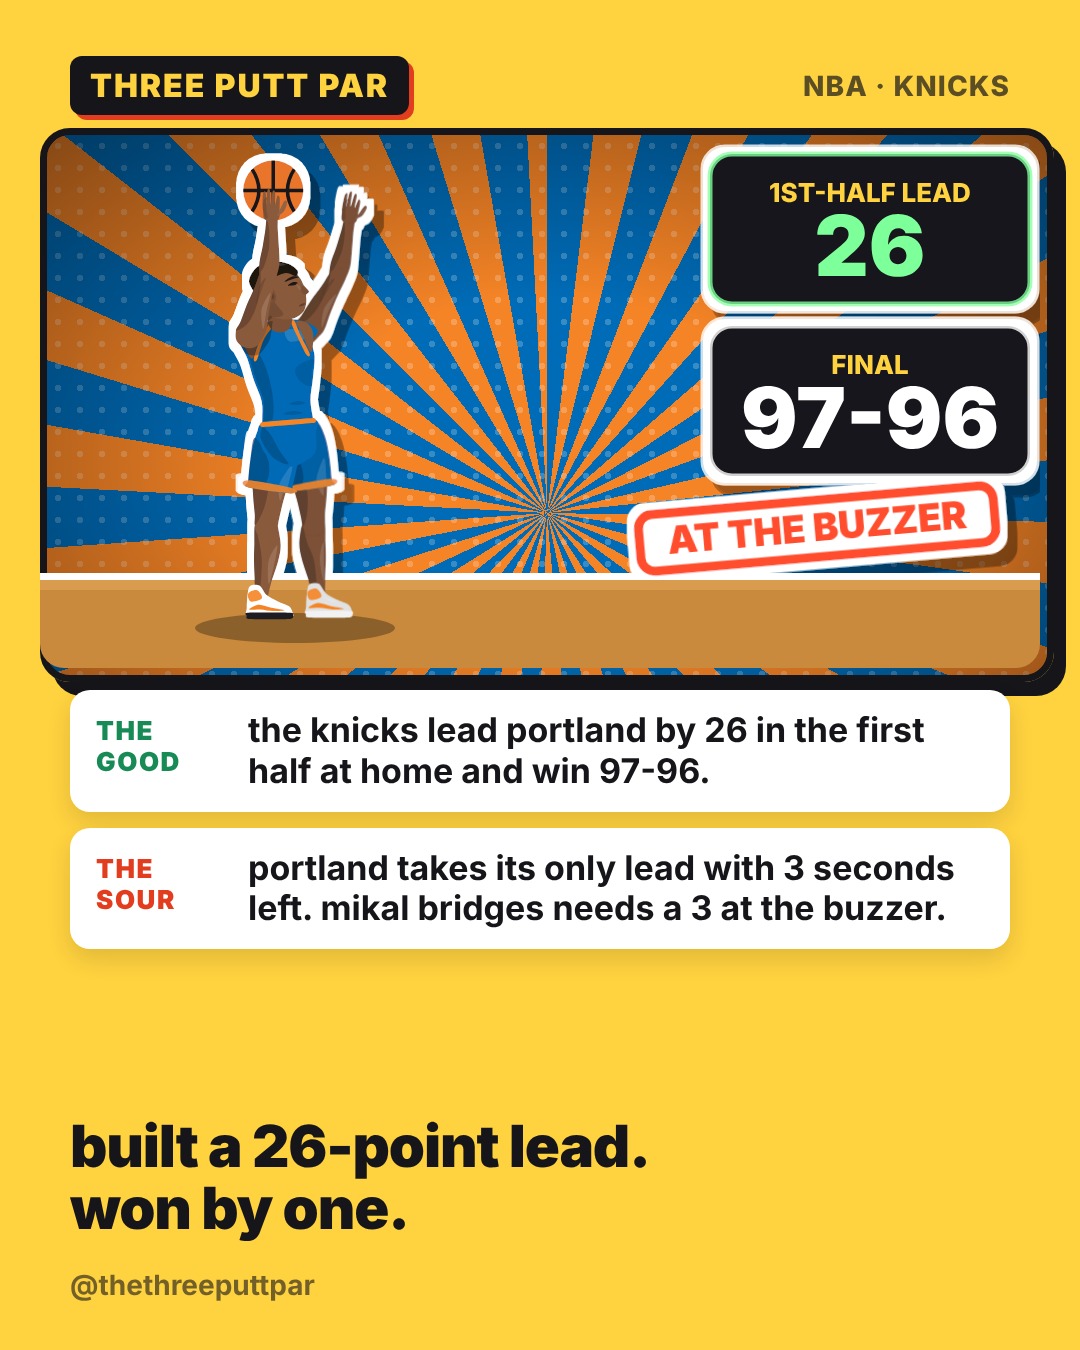 THREE PUTT PAR
NBA · KNICKS
1ST-HALF LEAD
26
FINAL
97-96
AT THE BUZZER
THE
GOOD
the knicks lead portland by 26 in the first
half at home and win 97-96.
THE
SOUR
portland takes its only lead with 3 seconds
left. mikal bridges needs a 3 at the buzzer.
built a 26-point lead.
won by one.
@thethreeputtpar